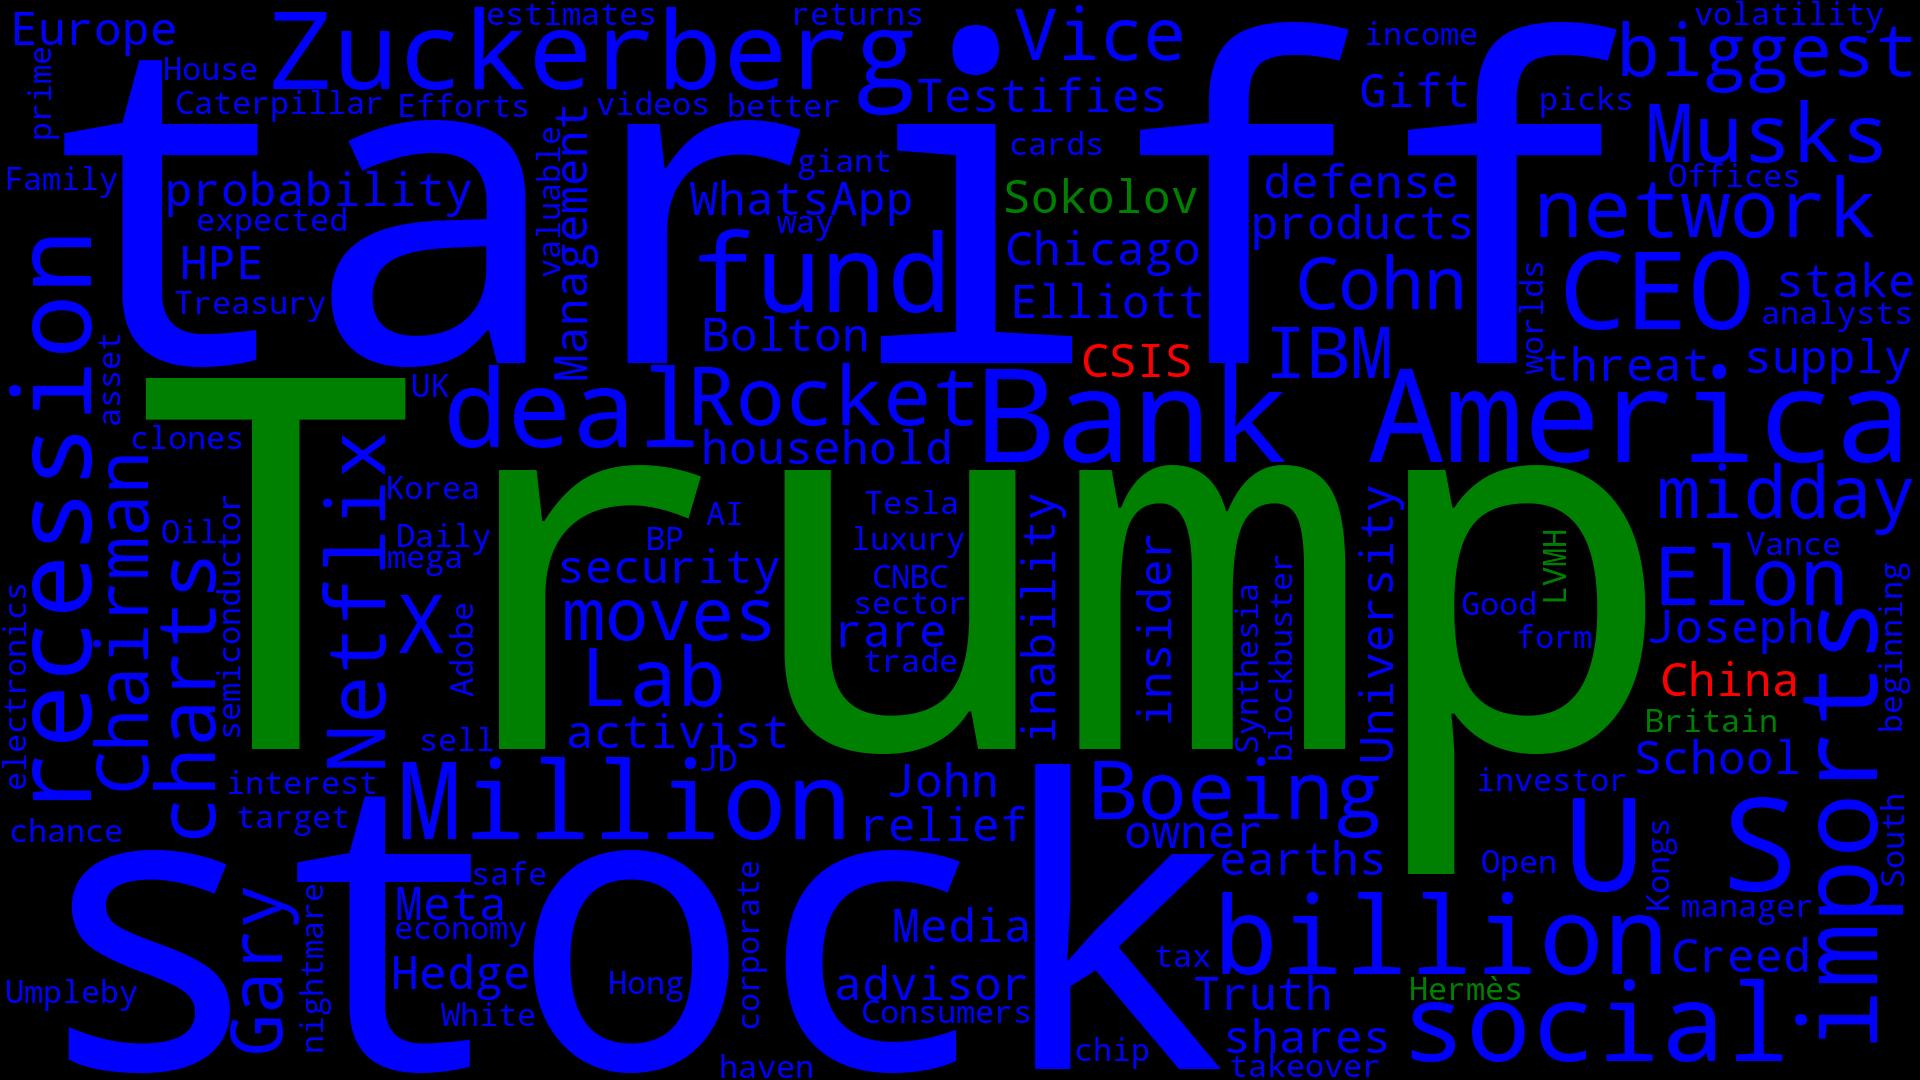 Europe
Zuckerberg
estimates
returns
Vice
income
volatility
biggest
prime
House
Caterpillar
Efforts
videos
better
Testifies
Gift
picks
tariff
Musks
Family
probability
expected
HPE
Treasury
valuable
Management
giant
WhatsApp
way
fund
Bolton
cards
Sokolov
Chicago
Elliott
CSIS
defense
products
Cohn
IBM
Offices
network
CEO
stake
analysts
worlds
threat
supply
recession
asset
UK
deal
Rocket
household
Bank
America
clones
Chairman
Trump
Netflix
Korea
Daily
mega
AI
BP
security
Tesla
luxury
CNBC
sector
rare
trade
inability
insider
Synthesia
blockbuster
University
LVMH
Good
form
midday
Vance
Elon
Joseph
beginning
Oil
semiconductor
charts
electronics
X
Adobe
moves
Lab
activist
sell
JD
China
Britain
School
imports
interest
target
chance
Million
John
relief
Boeing
owner
earths
investor
Open
U
S
Kongs
South
stock
safe
Meta
economy
Hedge
White
Hong
corporate
Media
advisor
Consumers
haven
Gary
nightmare
Umpleby
tax
billion
manager
Creed
Truth
Hermès
social
shares
takeover
chip